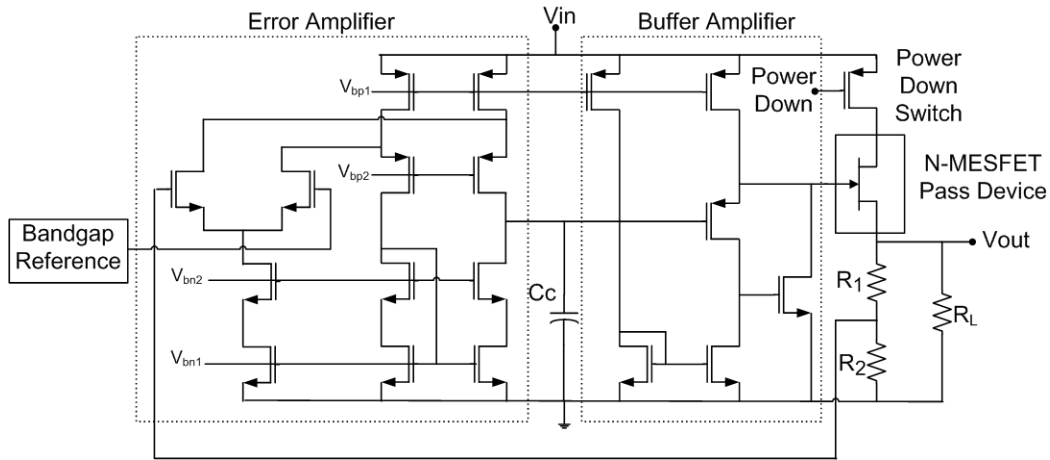 Error Amplifier
Vin
Buffer Amplifier
Vbp1
Power
Down
Power
Down
Switch
Vbp2
N-MESFET
Pass Device
Bandgap
Reference
Vout
Vbn2
Cc
R1
RL
Vbn1
R2